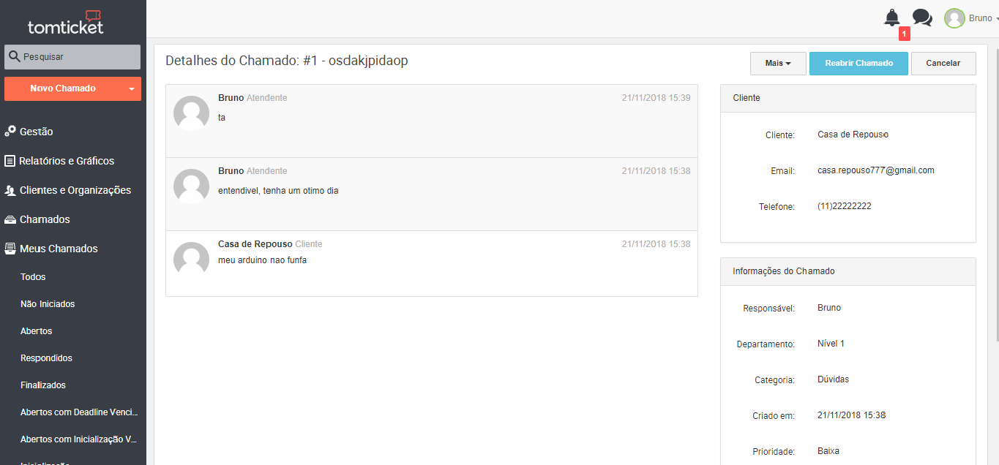 tomticket
Pesquisar
Novo Chamado
Gestão
Relatórios e Gráficos
Clientes e Organizações
Chamados
Meus Chamados
Todos
Não Iniciados
Abertos
Respondidos
Finalizados
Abertos com Deadline Venci...
Abertos com Inicialização V...
Inicialização
1
Bruno
Detalhes do Chamado: #1 - osdakjpidaop
Mais
Reabrir Chamado
Cancelar
Bruno Atendente 21/11/2018 15:39
ta
Bruno Atendente 21/11/2018 15:38
entendivel, tenha um otimo dia
Casa de Repouso Cliente 21/11/2018 15:38
meu arduino nao funfa
Cliente
Cliente: Casa de Repouso
Email: casa.repouso777@gmail.com
Telefone: (11)22222222
Informações do Chamado
Responsável: Bruno
Departamento: Nível 1
Categoria: Dúvidas
Criado em: 21/11/2018 15:38
Prioridade: Baixa